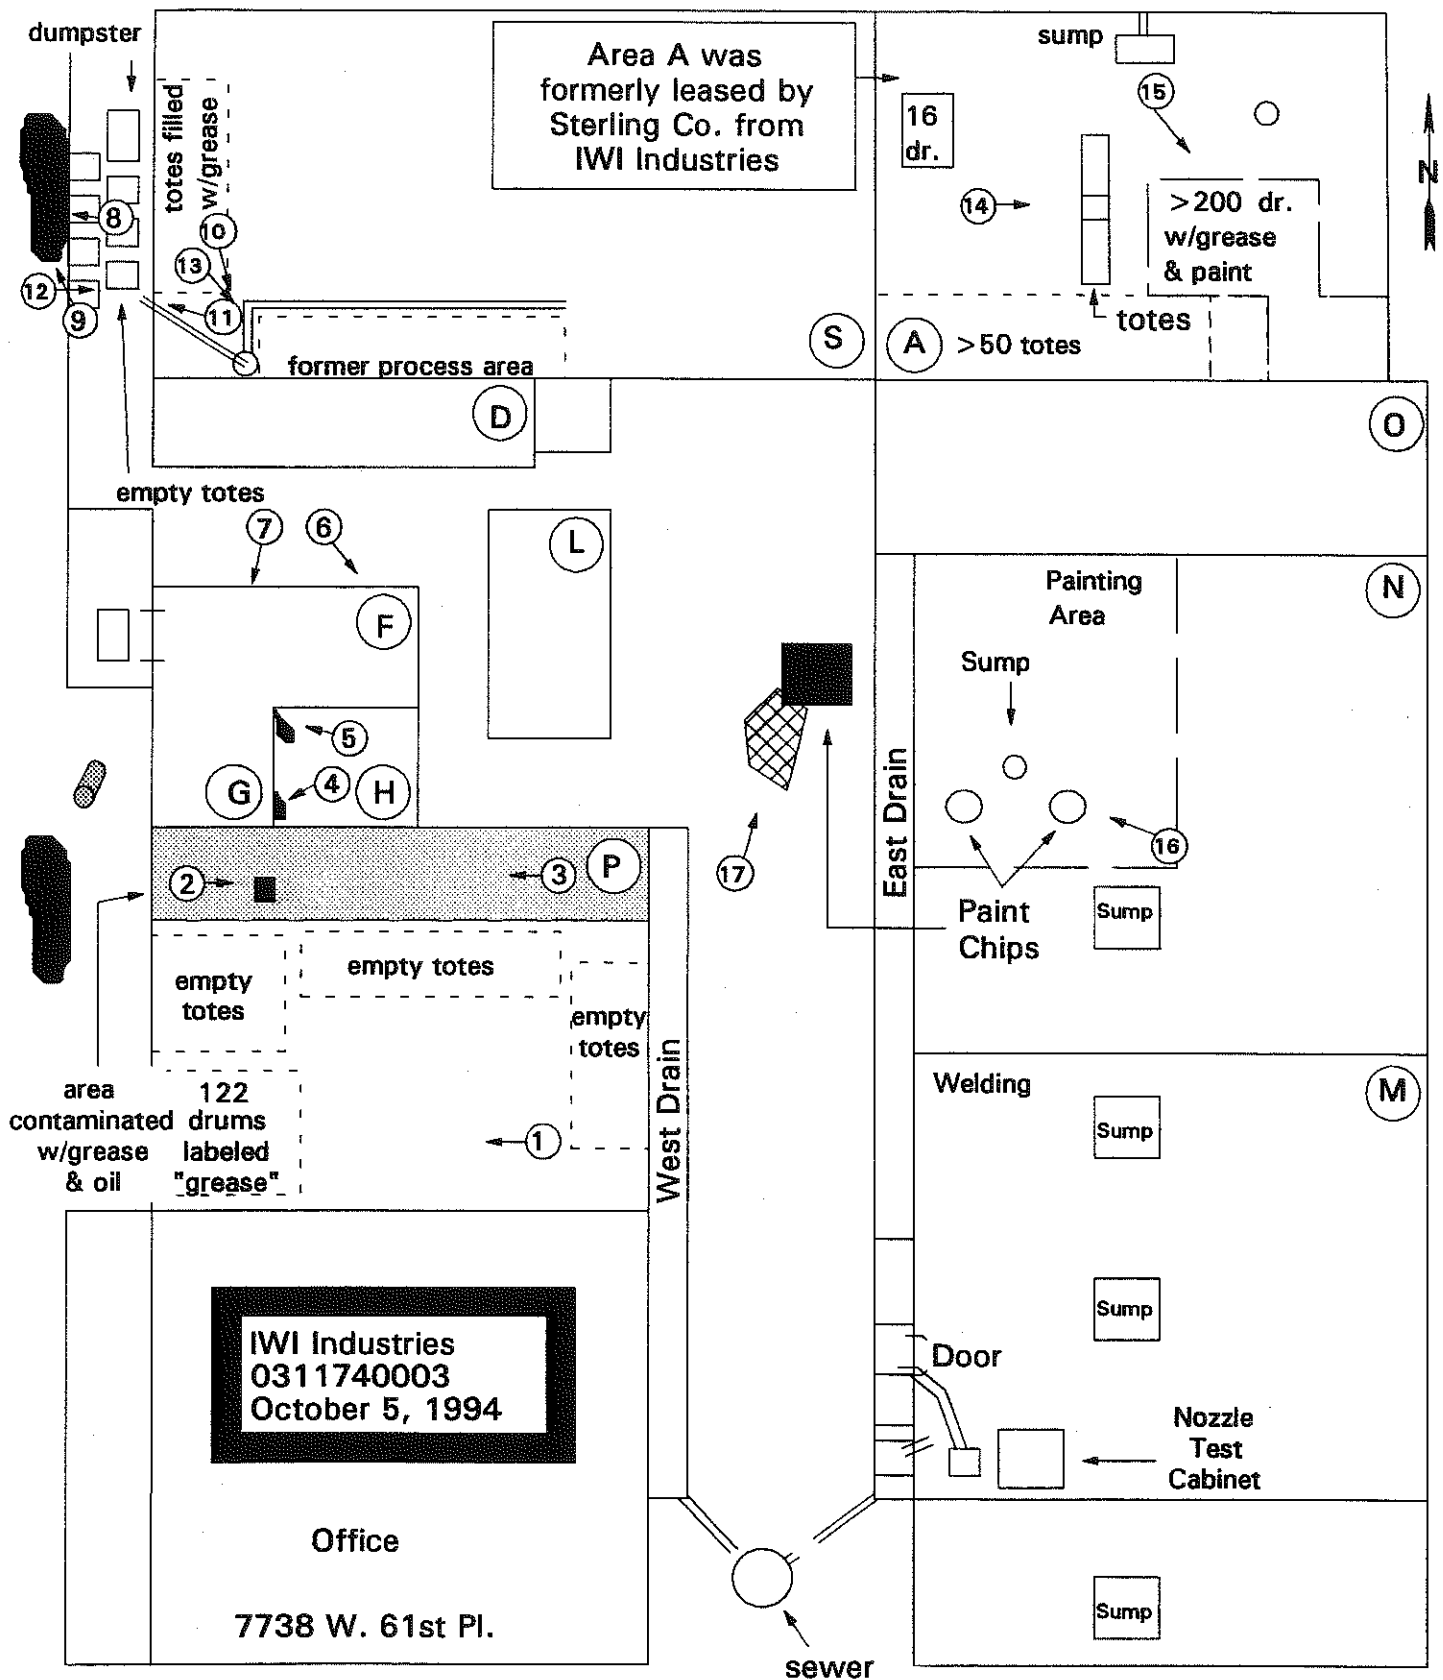 dumpster
Area A was
formerly leased by
Sterling Co. from
IWI Industries
sump
15
16
dr.
N
totes filled
w/grease
14
>200 dr.
w/grease
& paint
8
10
13
12
9
11
totes
S
A
>50 totes
former process area
D
O
empty totes
7
6
L
F
Painting
Area
N
Sump
5
4
G
H
East Drain
2
3
P
17
16
Paint
Chips
Sump
empty
totes
empty totes
empty
totes
West Drain
area
contaminated
w/grease
& oil
122
drums
labeled
"grease"
1
Welding
M
Sump
Sump
IWI Industries
0311740003
October 5, 1994
Door
Nozzle
Test
Cabinet
Office
7738 W. 61st Pl.
sewer
Sump